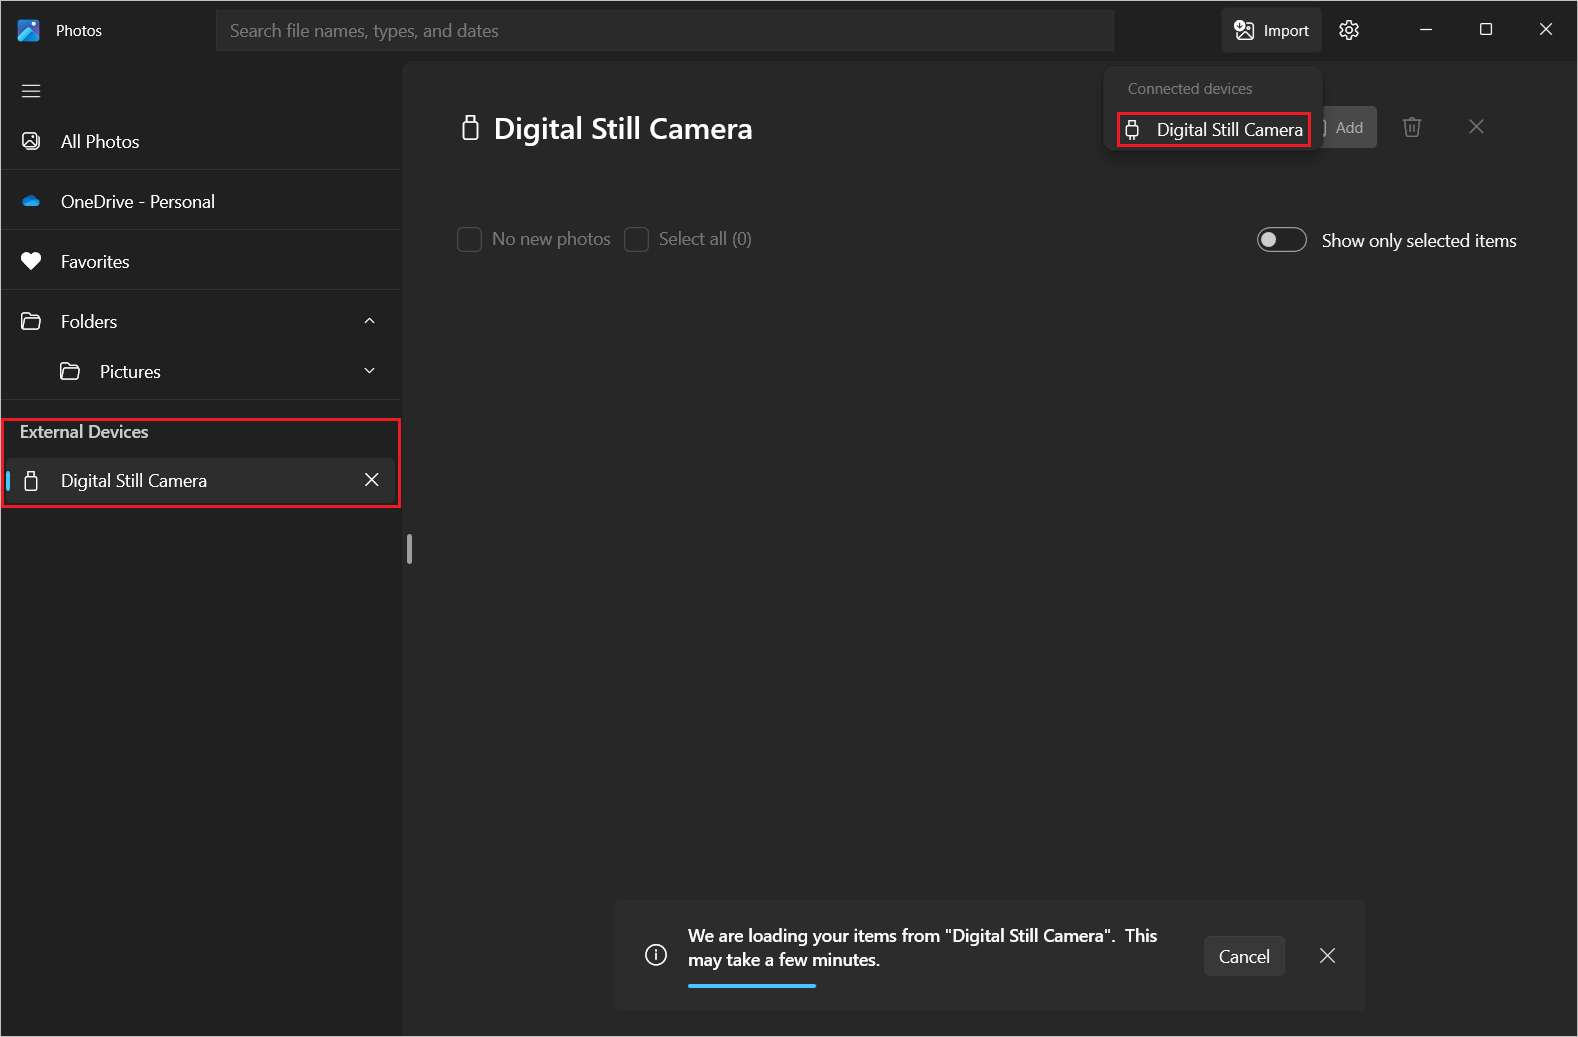 Photos
Search file names, types, and dates
Import
Connected devices
Digital Still Camera
Digital Still Camera
Add
All Photos
OneDrive - Personal
No new photos
Select all (0)
Show only selected items
Favorites
Folders
Pictures
External Devices
Digital Still Camera
We are loading your items from "Digital Still Camera".  This
may take a few minutes.
Cancel